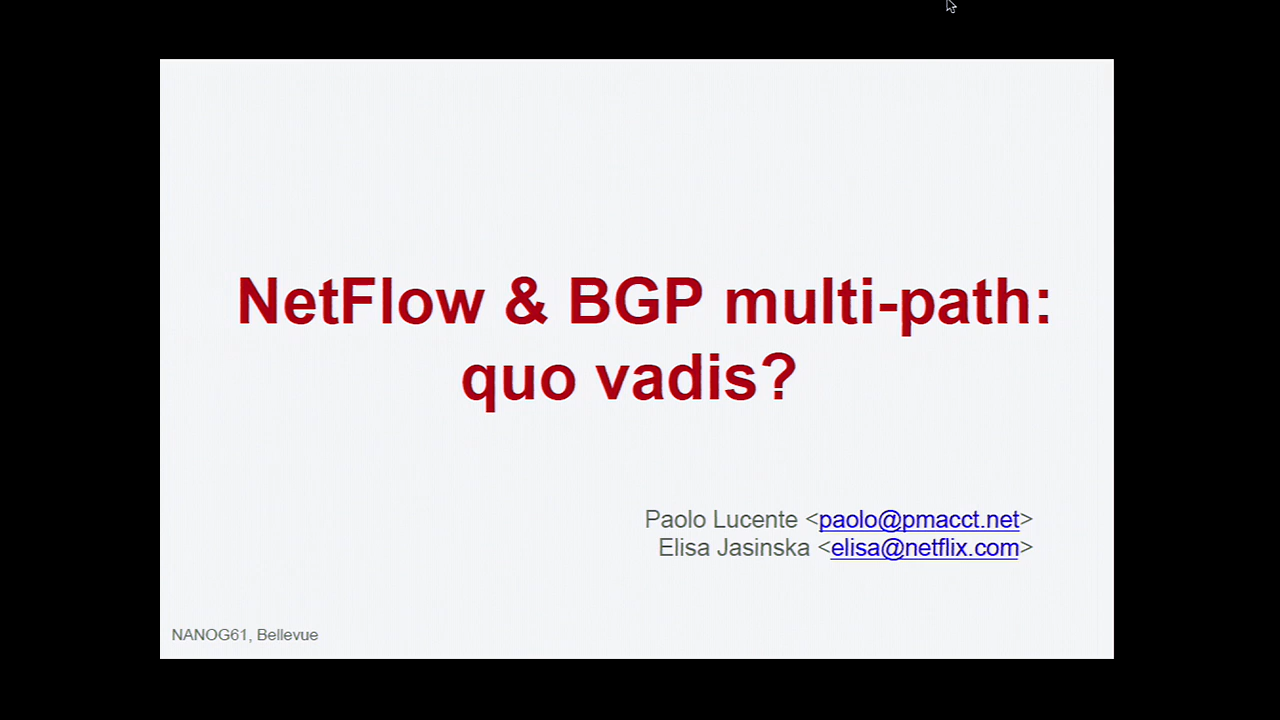 NetFlow & BGP multi-path:
quo vadis?
Paolo Lucente <paolo@pmacct.net>
Elisa Jasinska <elisa@netflix.com>
NANOG61, Bellevue